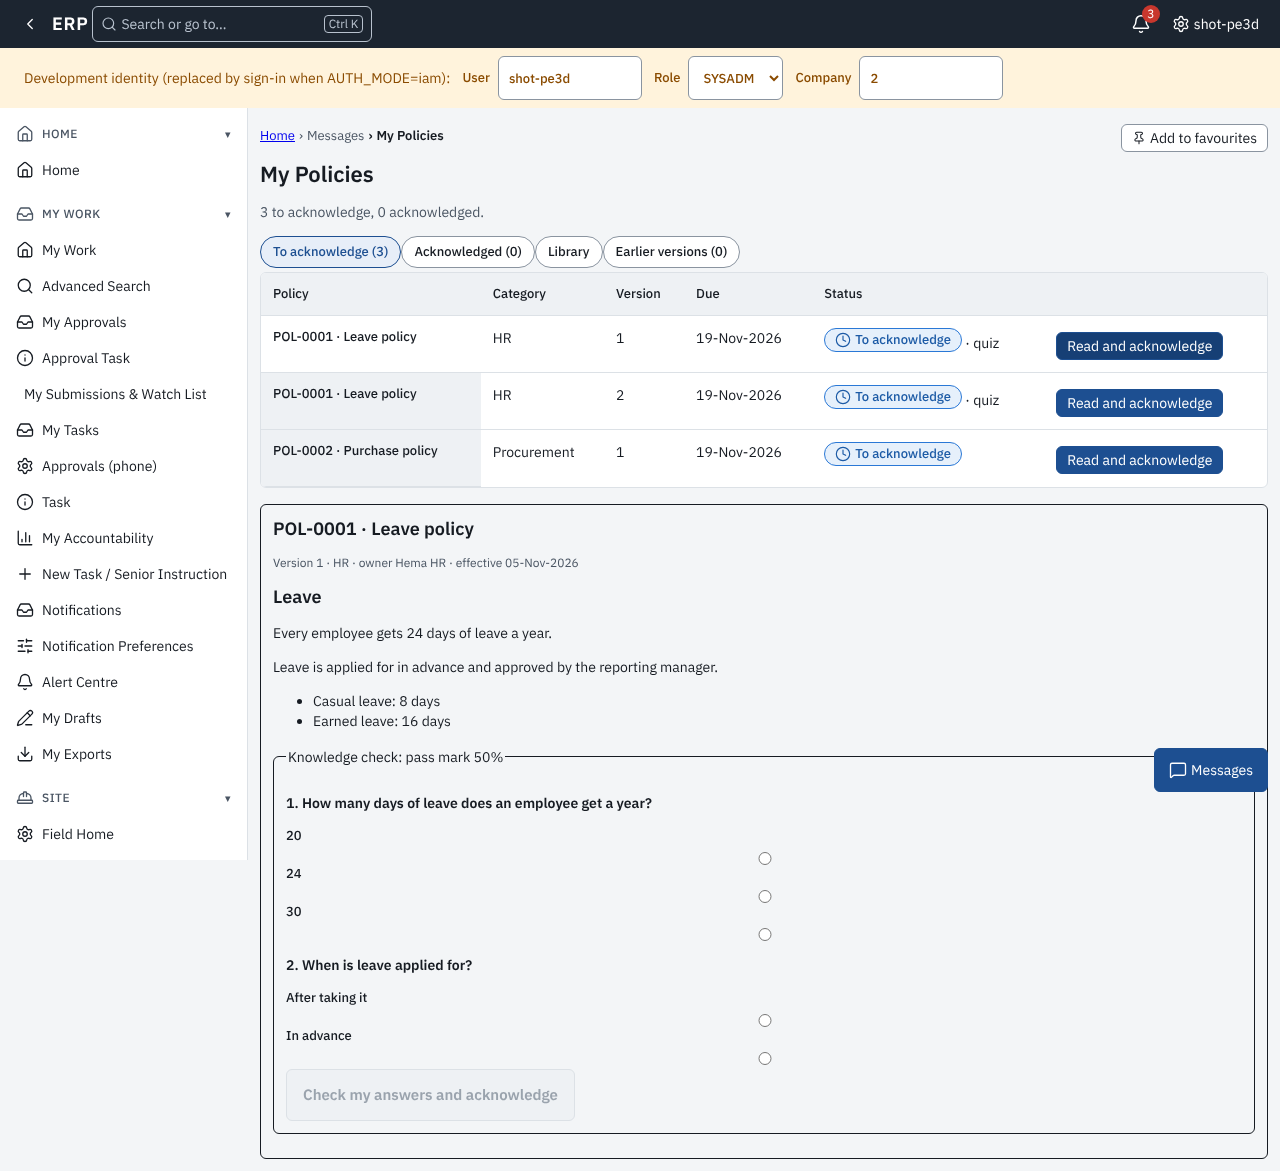 ERP
Search or go to...
Ctrl K
3
shot-pe3d
Development identity (replaced by sign-in when AUTH_MODE=iam):
User
shot-pe3d
Role
SYSADM
Company
2
HOME
Home
MY WORK
My Work
Advanced Search
My Approvals
Approval Task
My Submissions & Watch List
My Tasks
Approvals (phone)
Task
My Accountability
New Task / Senior Instruction
Notifications
Notification Preferences
Alert Centre
My Drafts
My Exports
SITE
Field Home
Home › Messages › My Policies
Add to favourites
My Policies
3 to acknowledge, 0 acknowledged.
To acknowledge (3)
Acknowledged (0)
Library
Earlier versions (0)
Policy Category Version Due Status
POL-0001 · Leave policy HR 1 19-Nov-2026 To acknowledge · quiz Read and acknowledge
POL-0001 · Leave policy HR 2 19-Nov-2026 To acknowledge · quiz Read and acknowledge
POL-0002 · Purchase policy Procurement 1 19-Nov-2026 To acknowledge Read and acknowledge
POL-0001 · Leave policy
Version 1 · HR · owner Hema HR · effective 05-Nov-2026
Leave
Every employee gets 24 days of leave a year.
Leave is applied for in advance and approved by the reporting manager.
• Casual leave: 8 days
• Earned leave: 16 days
Knowledge check: pass mark 50%
Messages
1. How many days of leave does an employee get a year?
20
24
30
2. When is leave applied for?
After taking it
In advance
Check my answers and acknowledge